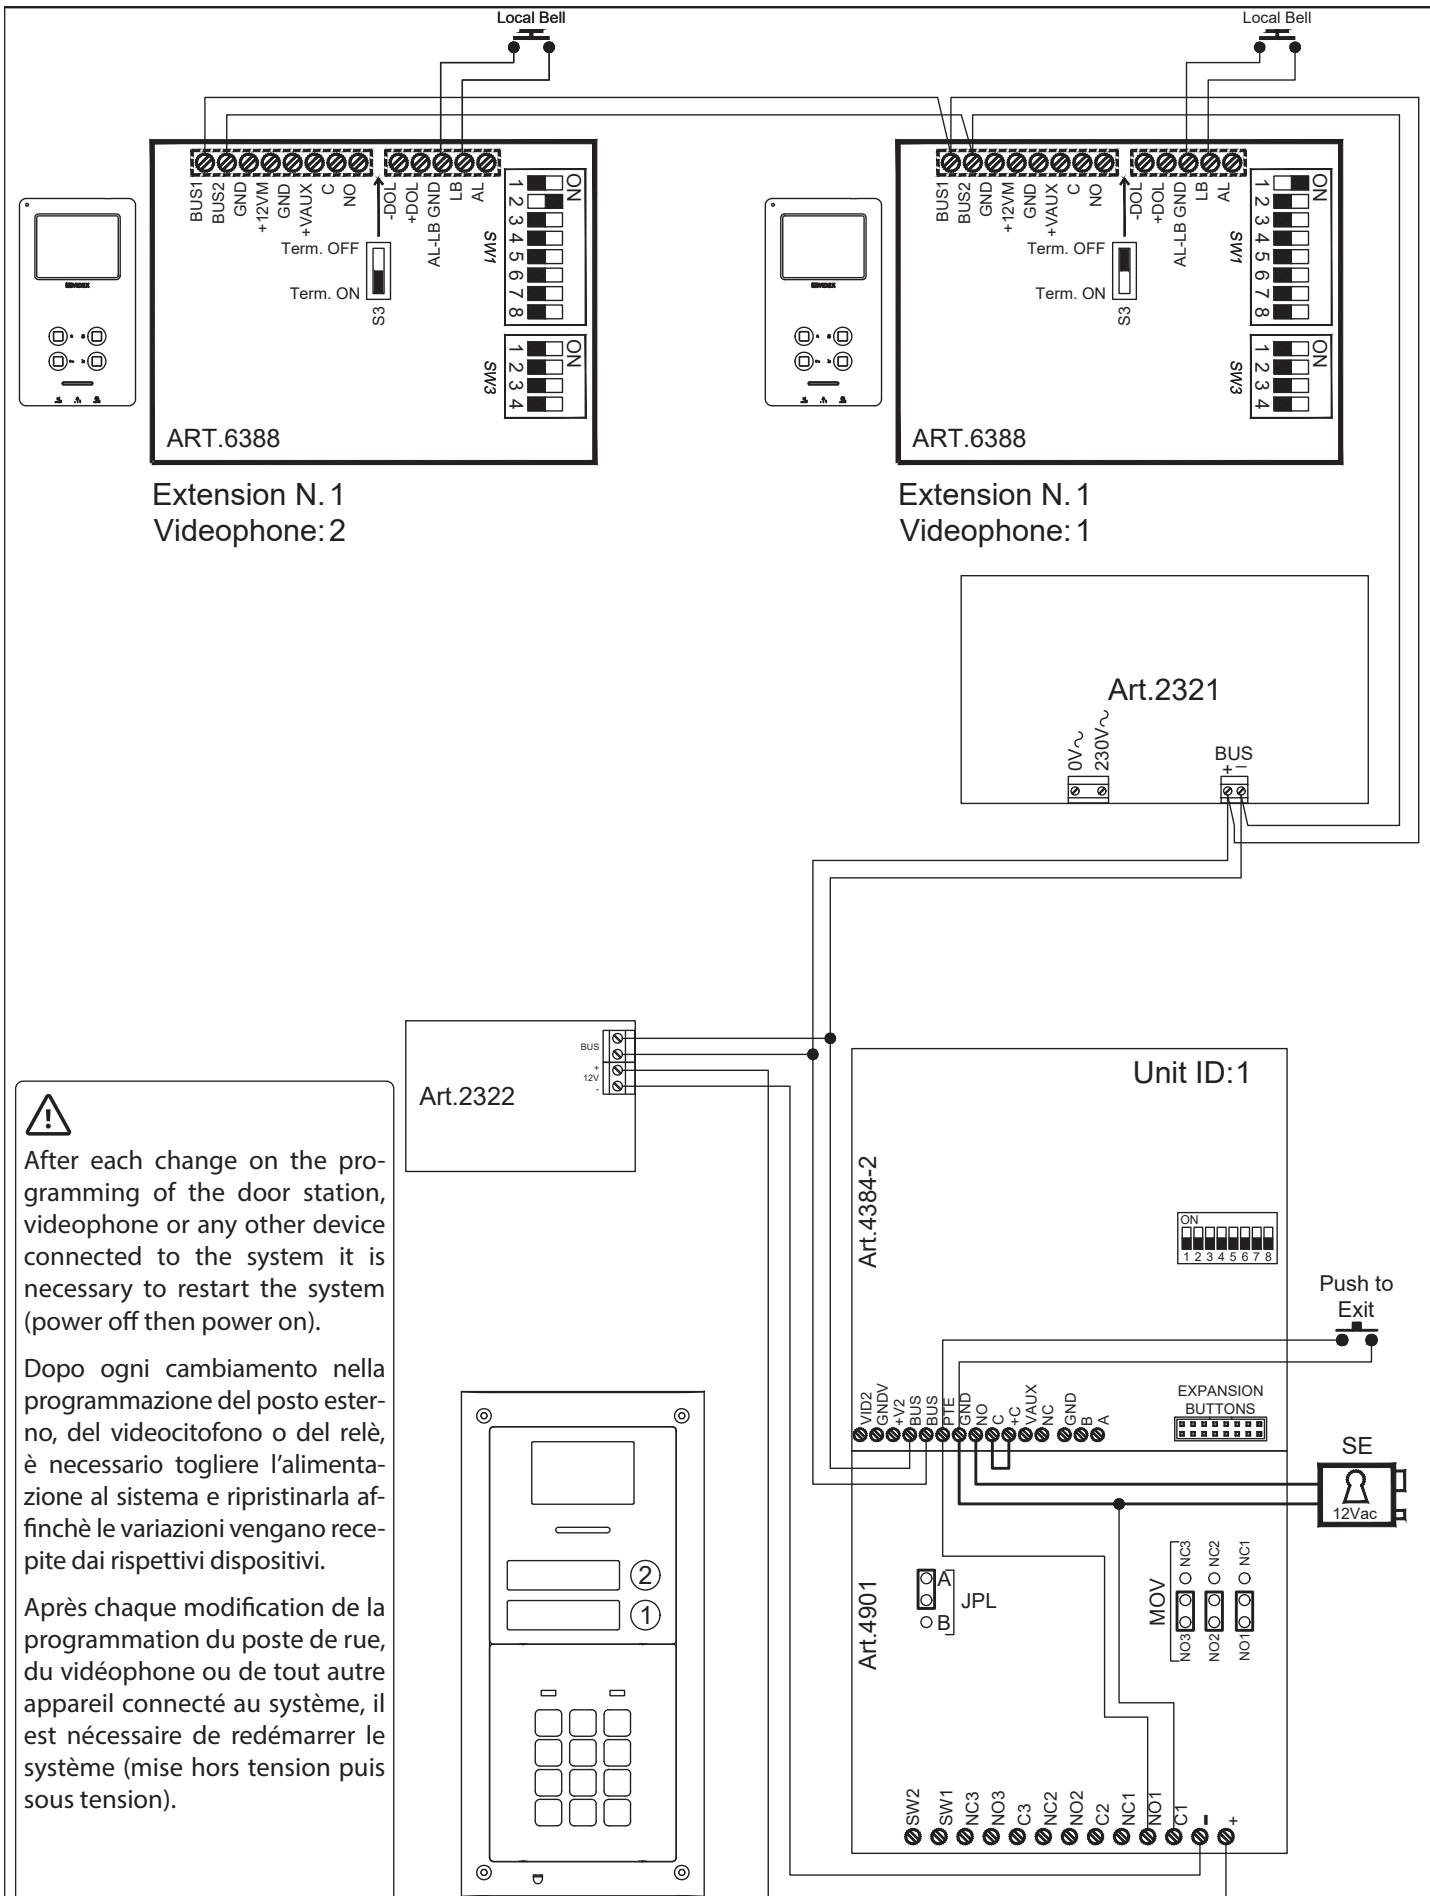 Local Bell
Local Bell
BUS1
BUS2
GND
+12VM
GND
+VAUX
C
NO
-DOL
+DOL
AL-LB GND
LB
AL
Term. OFF
Term. ON
S3
ON
1 2 3 4 5 6 7 8
SW1
ON
1 2 3 4
SW3
VIDEX
ART.6388
Extension N. 1
Videophone: 2
BUS1
BUS2
GND
+12VM
GND
+VAUX
C
NO
-DOL
+DOL
AL-LB GND
LB
AL
Term. OFF
Term. ON
S3
ON
1 2 3 4 5 6 7 8
SW1
ON
1 2 3 4
SW3
ART.6388
Extension N. 1
Videophone: 1
Art.2321
0V~
230V~
BUS
+ –
Art.2322
BUS
+
12V
-
After each change on the pro-
gramming of the door station,
videophone or any other device
connected to the system it is
necessary to restart the system
(power off then power on).
Dopo ogni cambiamento nella
programmazione del posto ester-
no, del videocitofono o del relè,
è necessario togliere l'alimenta-
zione al sistema e ripristinarla af-
finchè le variazioni vengano rece-
pite dai rispettivi dispositivi.
Après chaque modification de la
programmation du poste de rue,
du vidéophone ou de tout autre
appareil connecté au système, il
est nécessaire de redémarrer le
système (mise hors tension puis
sous tension).
2
1
Unit ID:1
Art.4384-2
ON
1 2 3 4 5 6 7 8
Push to
Exit
EXPANSION
BUTTONS
VID2
GNDV
+V2
BUS
BUS
PTE
GND
NO
C
+C
VAUX
NC
GND
B
A
SE
12Vac
Art.4901
A
B
JPL
MOV
NC3
NC2
NC1
NO3
NO2
NO1
SW2
SW1
NC3
NO3
C3
NC2
NO2
C2
NC1
NO1
C1
-
+